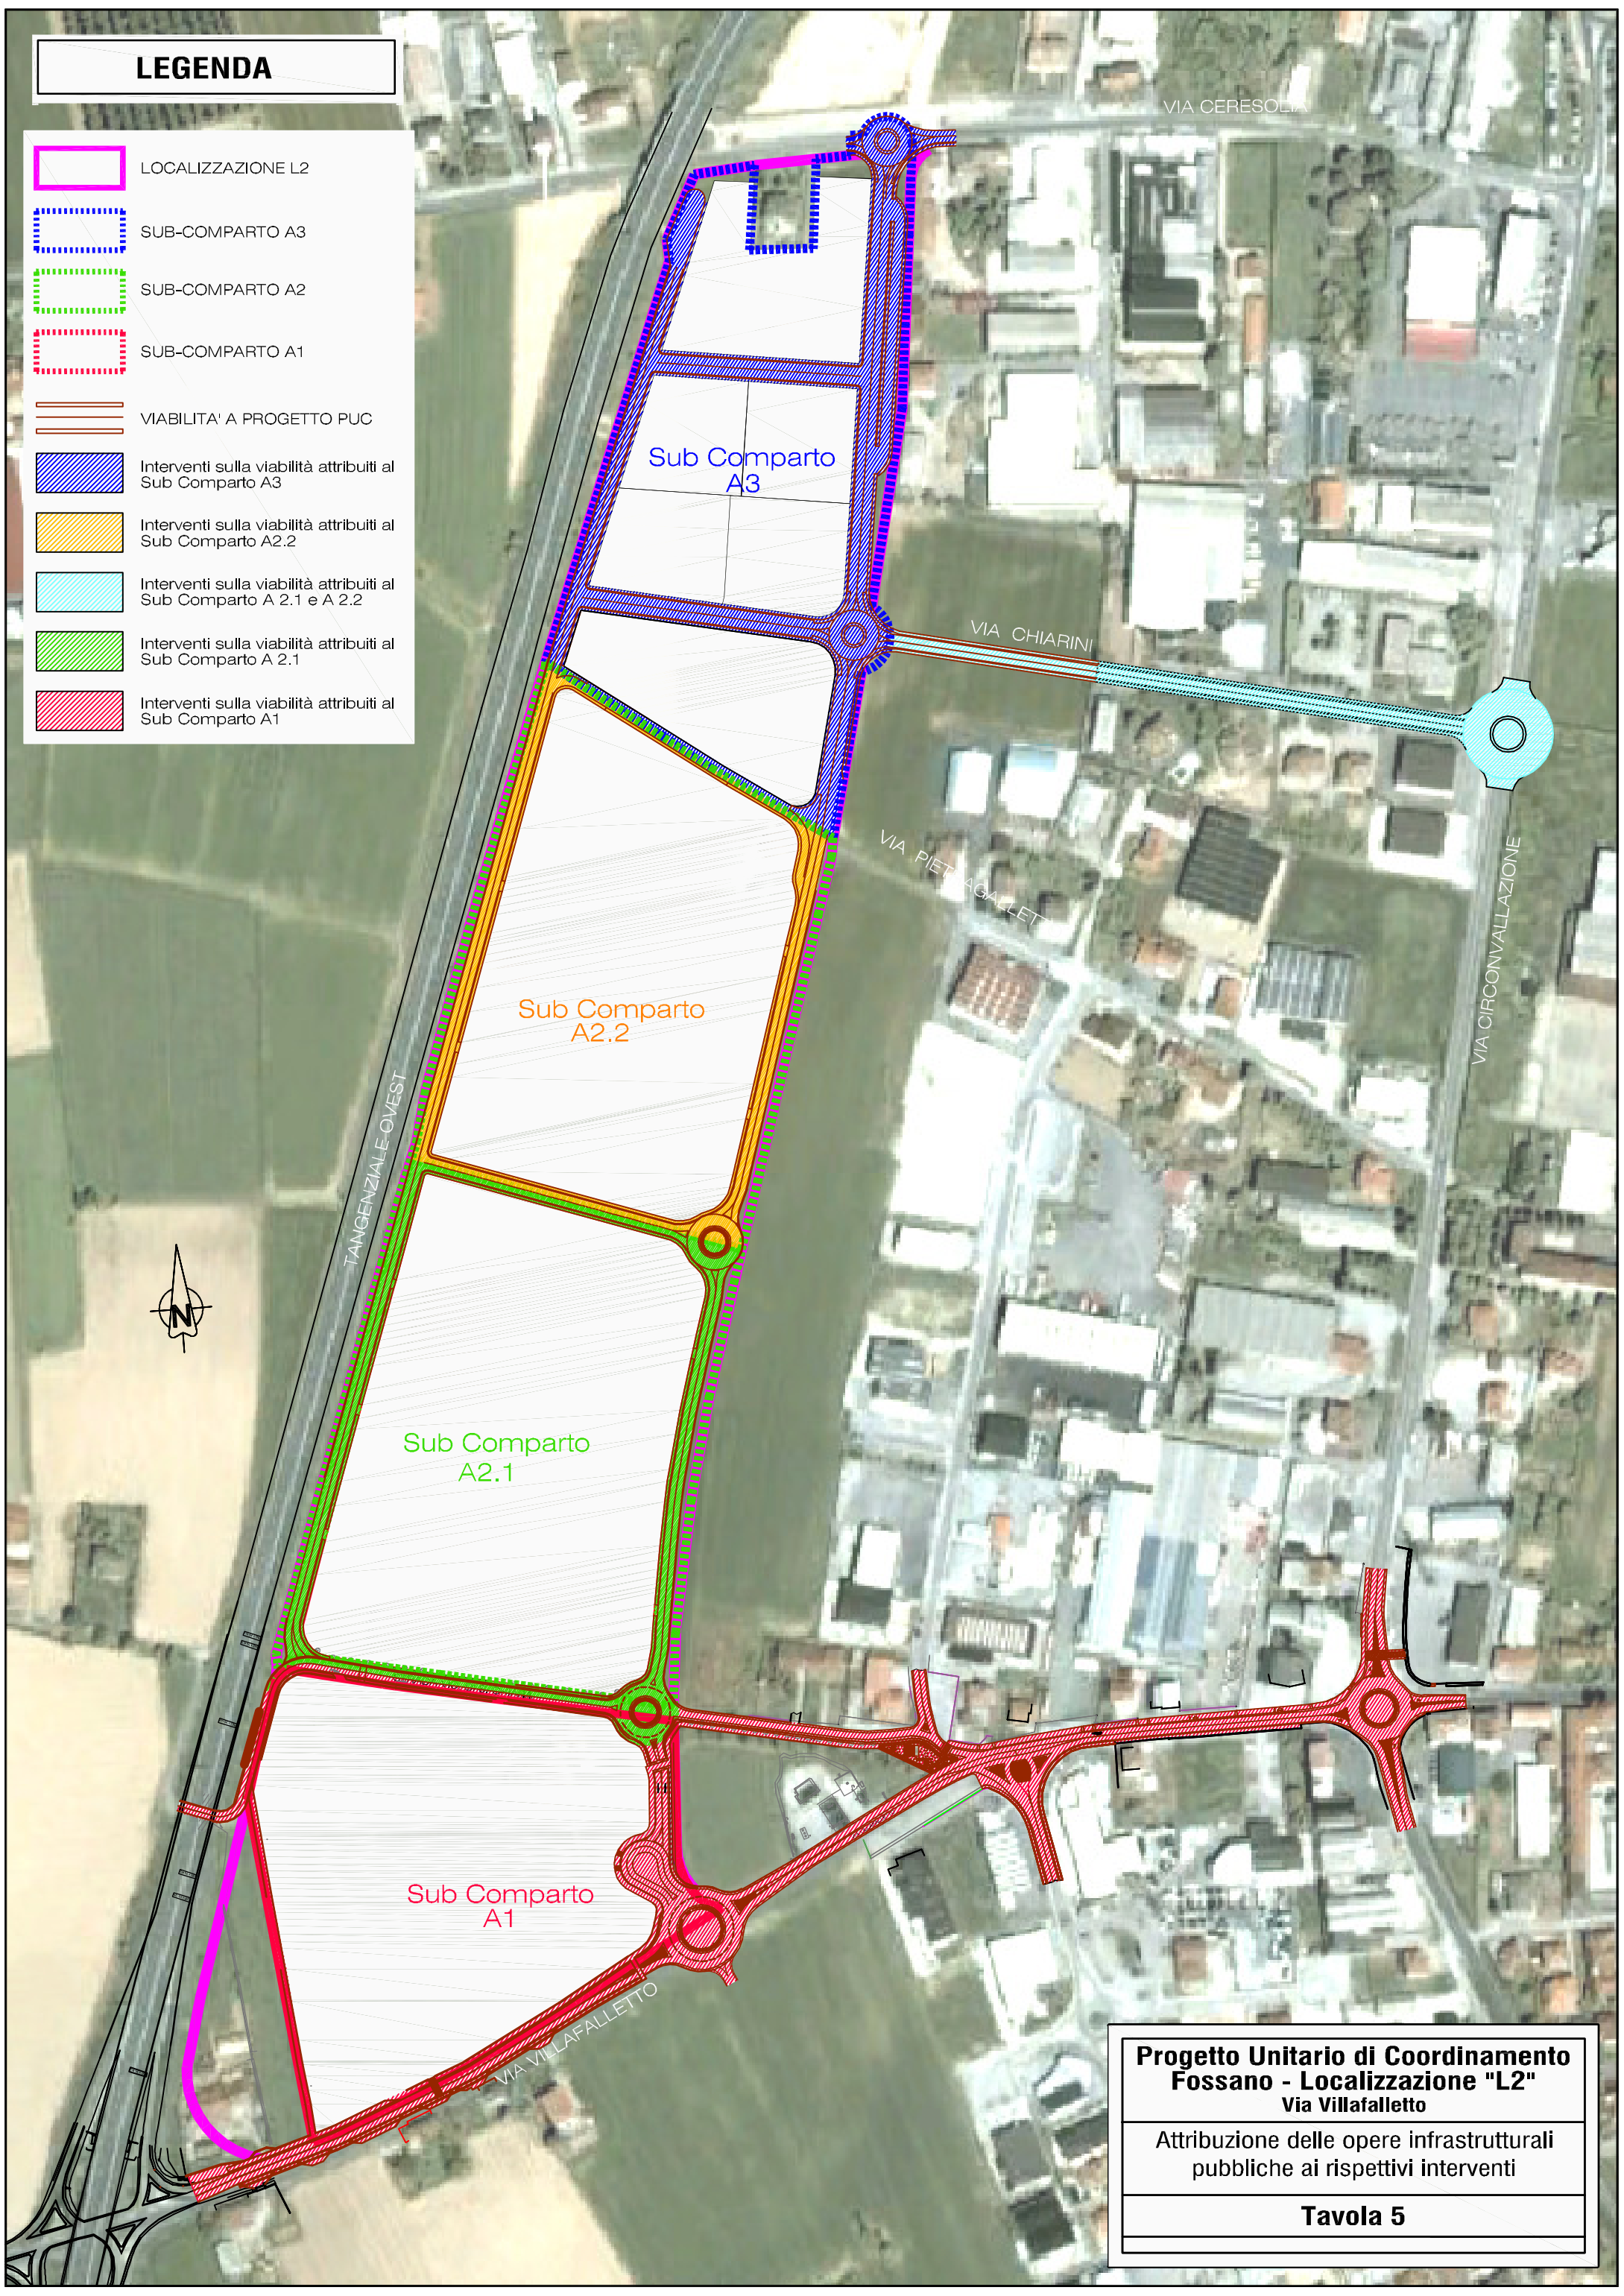 LEGENDA
LOCALIZZAZIONE L2
SUB-COMPARTO A3
SUB-COMPARTO A2
SUB-COMPARTO A1
VIABILITA' A PROGETTO PUC
Interventi sulla viabilità attribuiti al
Sub Comparto A3
Interventi sulla viabilità attribuiti al
Sub Comparto A2.2
Interventi sulla viabilità attribuiti al
Sub Comparto A 2.1 e A 2.2
Interventi sulla viabilità attribuiti al
Sub Comparto A 2.1
Interventi sulla viabilità attribuiti al
Sub Comparto A1
VIA CERESOLIA
Sub Comparto
A3
VIA CHIARINI
VIA
VIA CIRCONVALLAZIONE
Sub Comparto
A2.2
TANGENZIALE OVEST
N
Sub Comparto
A2.1
Sub Comparto
A1
VIA VILLAFALLETTO
Progetto Unitario di Coordinamento
Fossano - Localizzazione "L2"
Via Villafalletto
Attribuzione delle opere infrastrutturali
pubbliche ai rispettivi interventi
Tavola 5